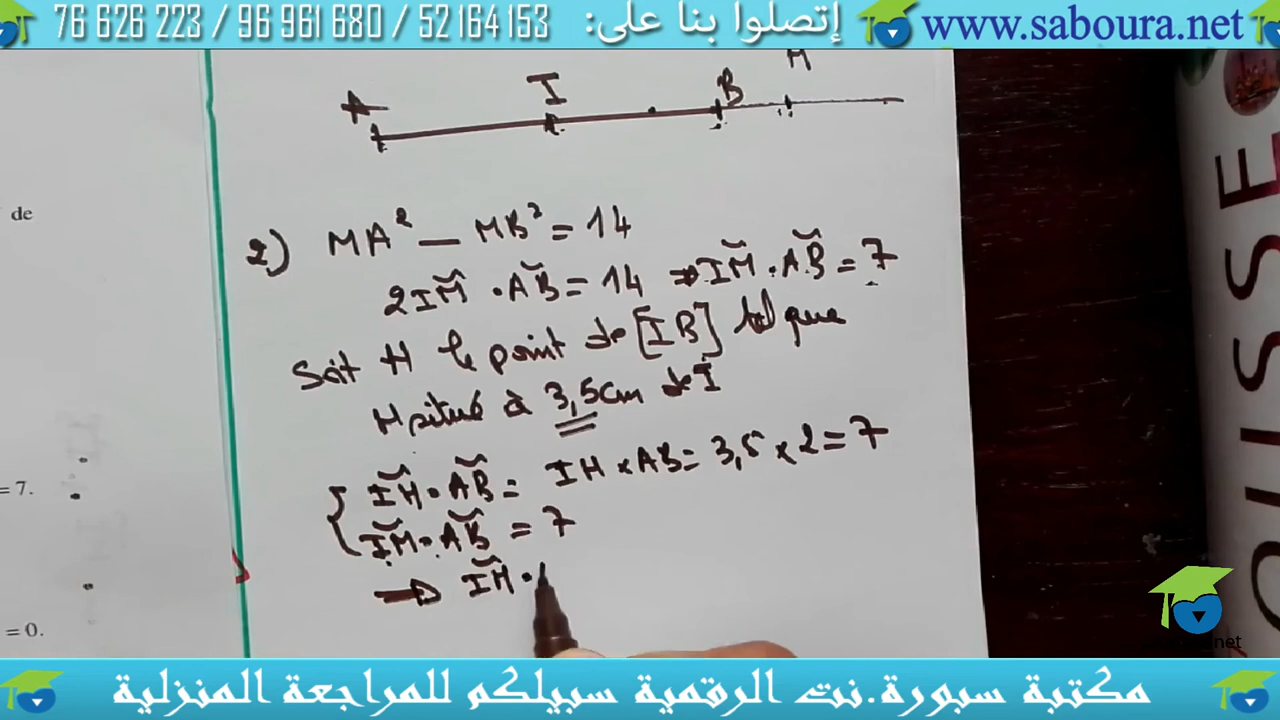 76 626 223 / 96 961 680 / 52 164 153 إتصلوا بنا على: www.saboura.net
A I B H
de
2) MA² - MB² = 14
2IM · AB = 14 ⇒ IM · AB = 7
Soit H le point de [IB] tel que
H situé à 3,5cm de I
IH · AB = IH × AB = 3,5 × 2 = 7
= 7.
IM · AB = 7
→ IH ·
= 0.
OLISSE
.net
مكتبة سبورة.نت الرقمية سبيلكم للمراجعة المنزلية